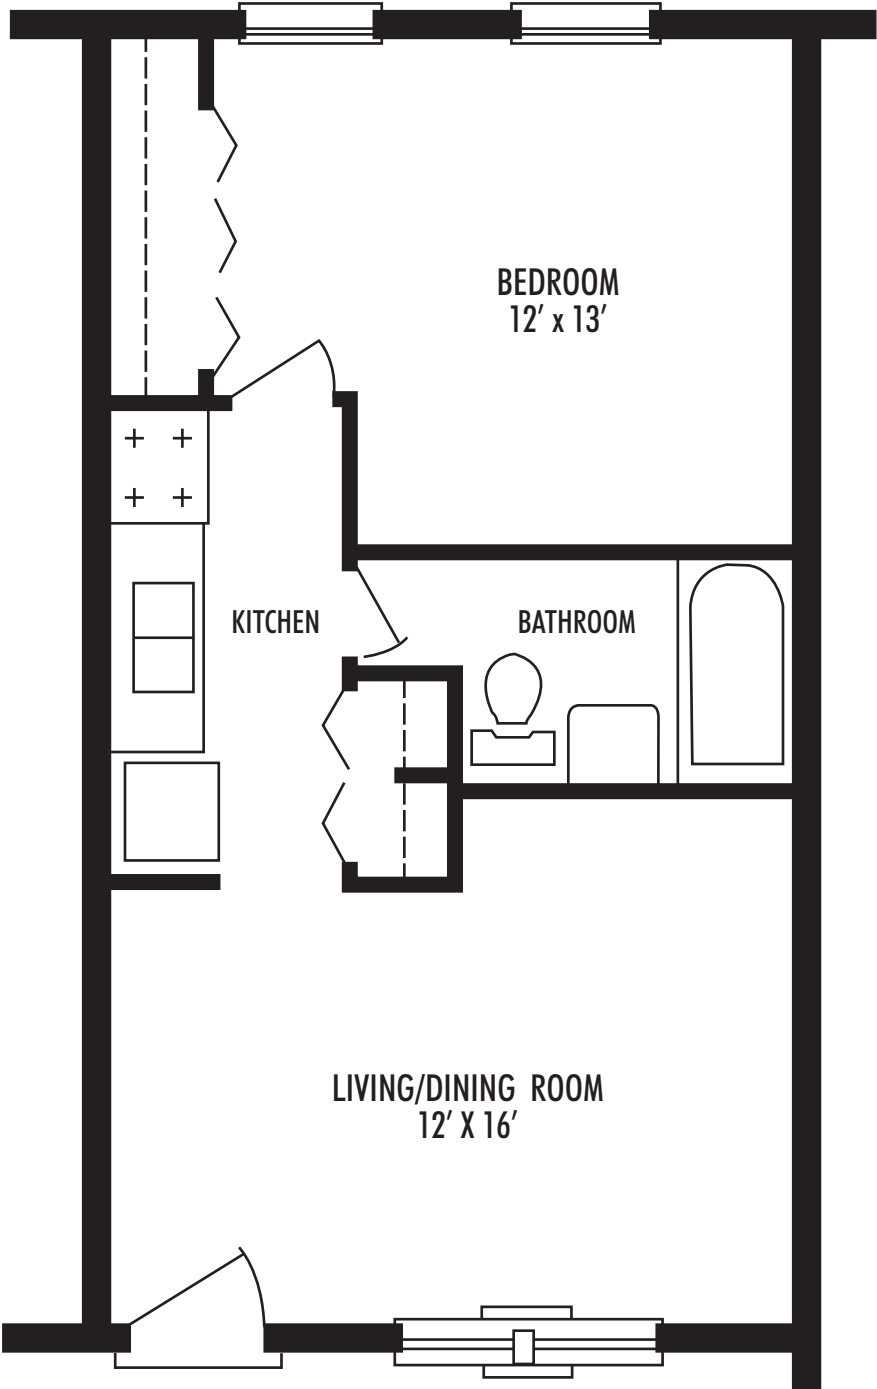 BEDROOM
12′ x 13′
KITCHEN
BATHROOM
LIVING/DINING ROOM
12′ X 16′